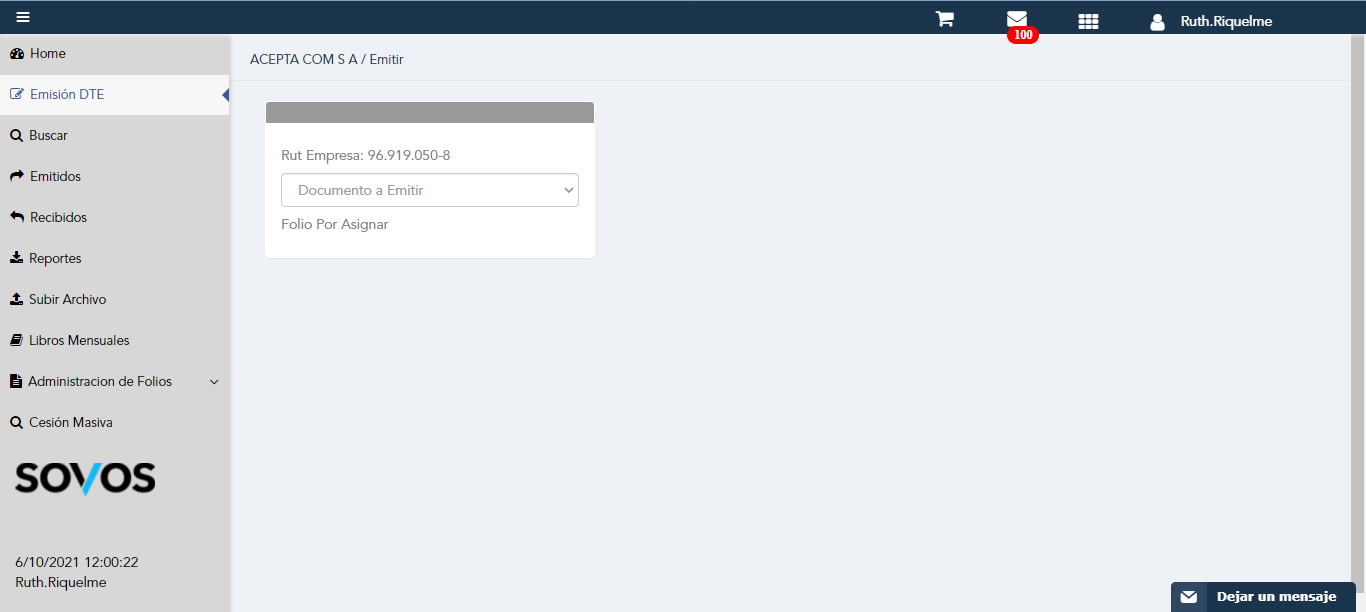 100
Ruth.Riquelme
Home
Emisión DTE
Buscar
Emitidos
Recibidos
Reportes
Subir Archivo
Libros Mensuales
Administracion de Folios
Cesión Masiva
SOVOS
6/10/2021 12:00:22
Ruth.Riquelme
ACEPTA COM S A / Emitir
Rut Empresa: 96.919.050-8
Documento a Emitir
Folio Por Asignar
Dejar un mensaje